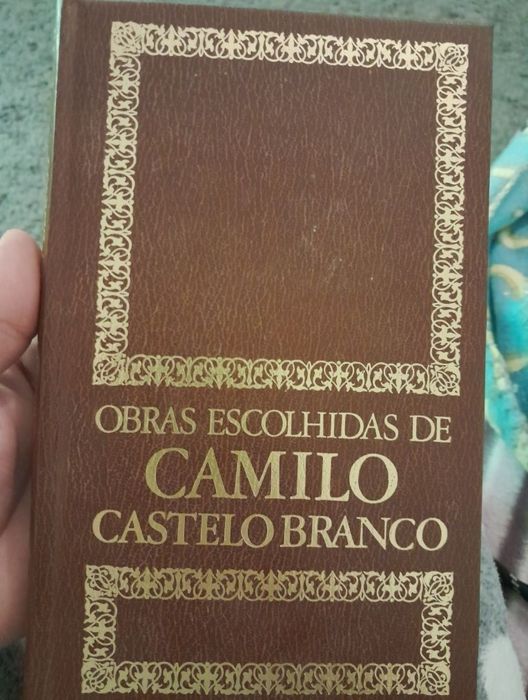 OBRAS ESCOLHIDAS DE
CAMILO
CASTELO BRANCO